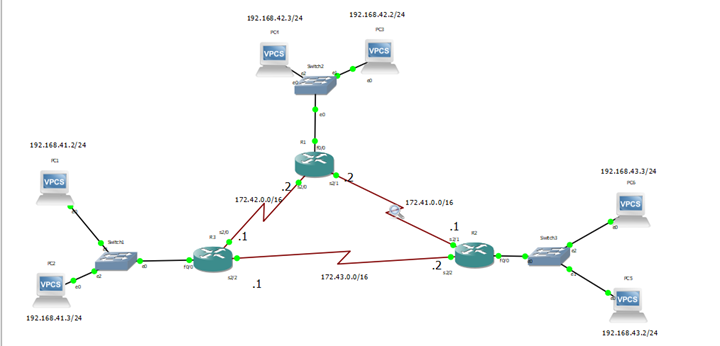 192.168.42.3/24
192.168.42.2/24
PC4
PC3
VPCS
VPCS
Switch2
e2
e0
e0
e0
R1
f0/0
192.168.41.2/24
PC1
VPCS
s2/0
s2/1
.2
.2
172.42.0.0/16
172.41.0.0/16
192.168.43.3/24
PC6
VPCS
e0
e0
s2/0
.1
.1
s2/1
R2
R3
Switch1
Switch3
PC2
VPCS
e0
e2
e0
f0/0
s2/2
.1
172.43.0.0/16
.2
s2/2
f0/0
e2
PC5
VPCS
192.168.41.3/24
192.168.43.2/24